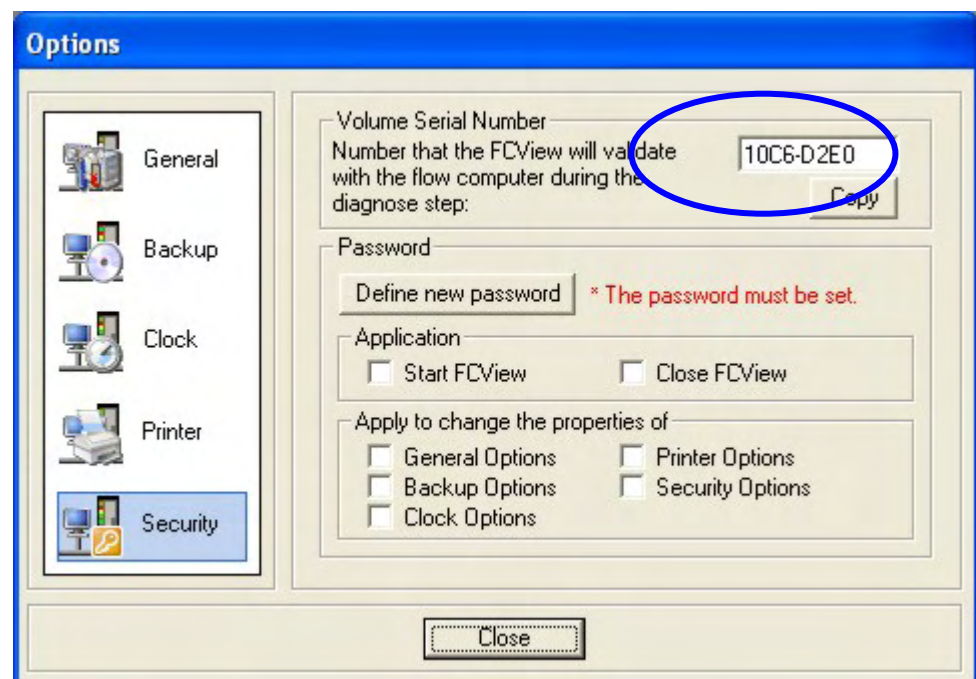 Options
General
Backup
Clock
Printer
Security
Volume Serial Number
Number that the FCView will validate
with the flow computer during the
diagnose step:
10C6-D2E0
Copy
Password
Define new password
* The password must be set.
Application
Start FCView
Close FCView
Apply to change the properties of
General Options
Printer Options
Backup Options
Security Options
Clock Options
Close